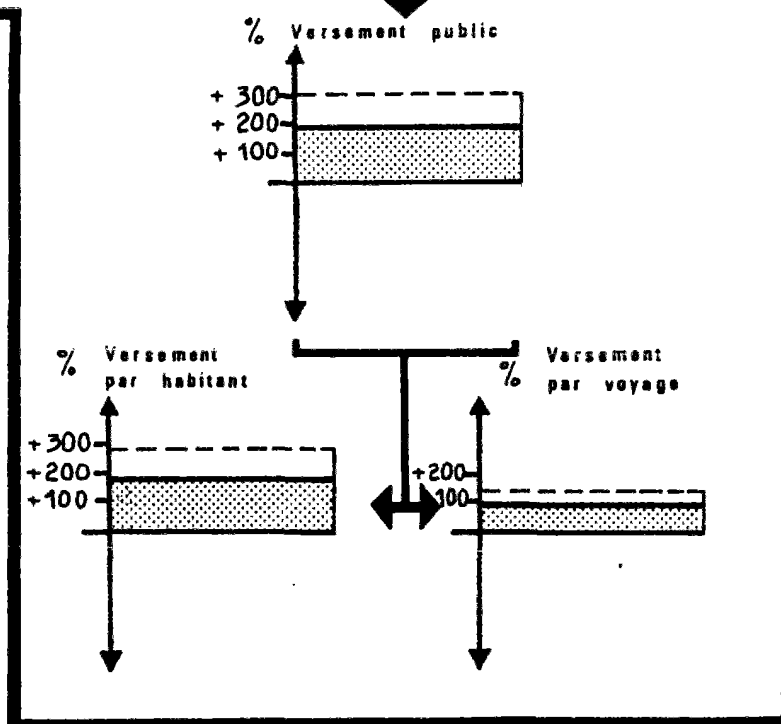 % Versement public
+ 300
+ 200
+ 100
% Versement
par habitant
+300
+200
+100
% Versement
par voyage
+200
100